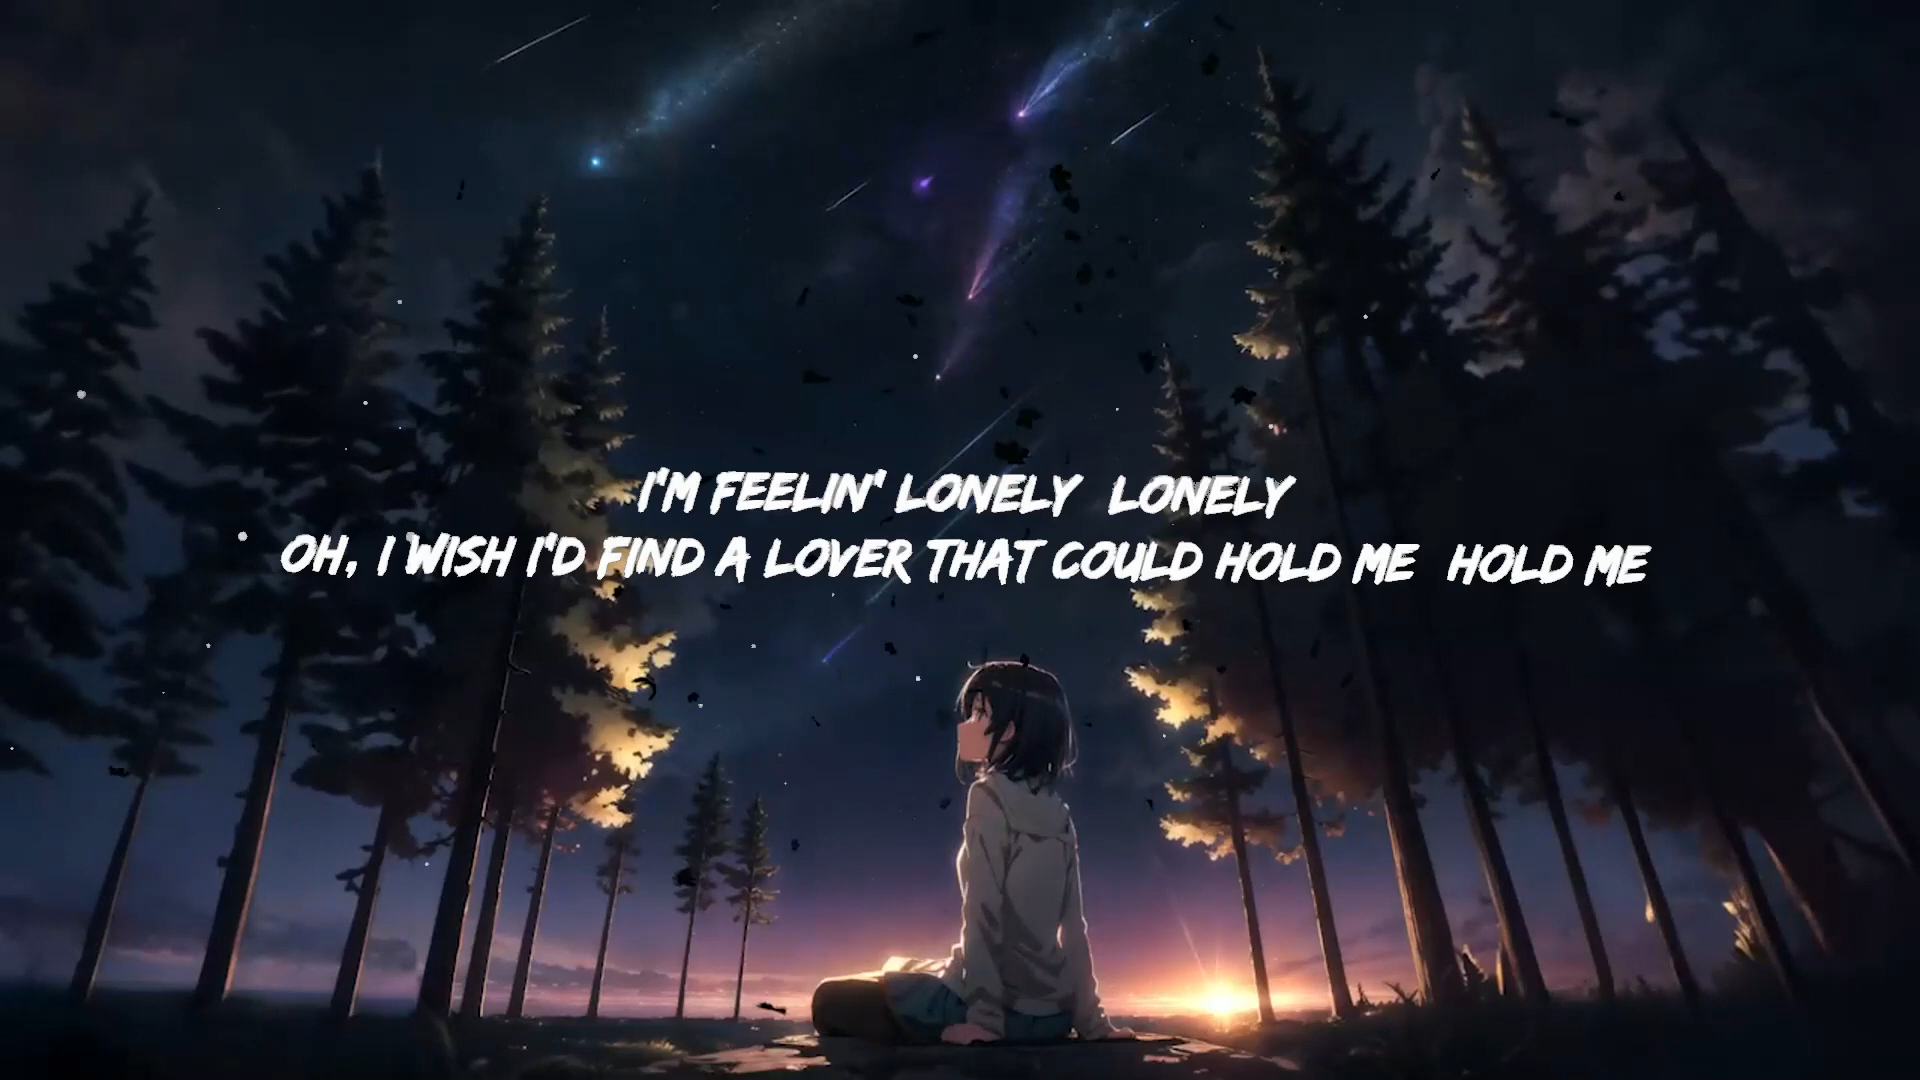 I'M FEELIN' LONELY LONELY
OH, I WISH I'D FIND A LOVER THAT COULD HOLD ME HOLD ME